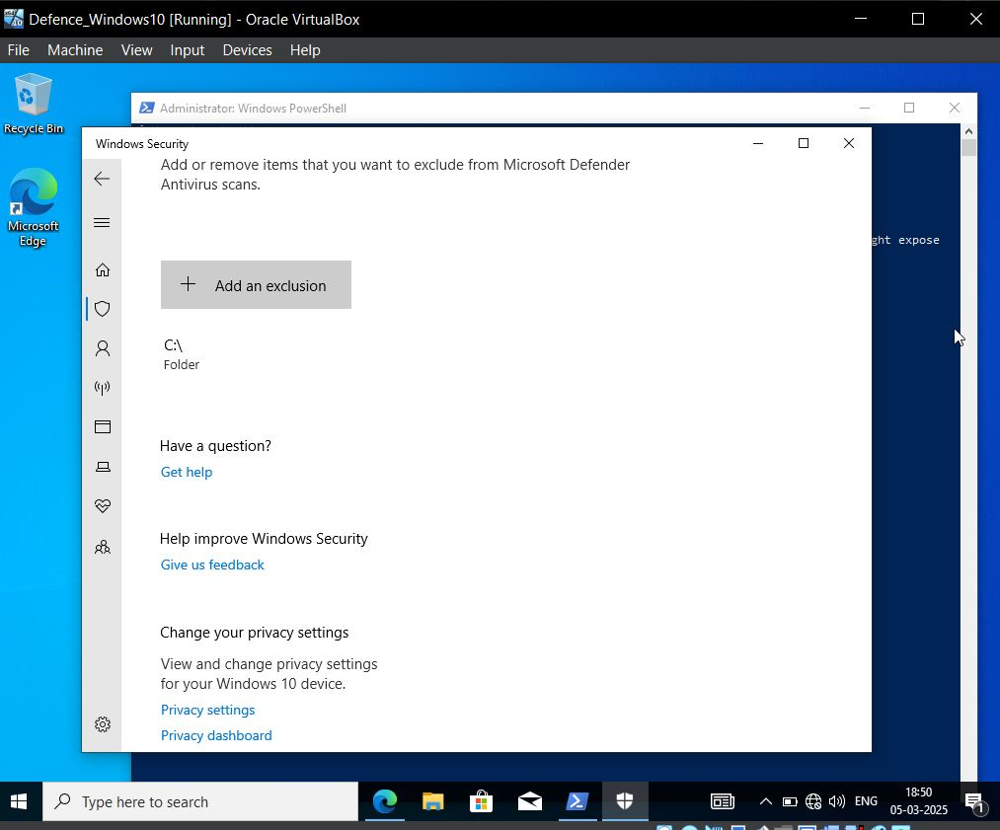 Defence_Windows10 [Running] - Oracle VirtualBox
File Machine View Input Devices Help
Recycle Bin
Microsoft
Edge
Administrator: Windows PowerShell
ght expose
Windows Security
Add or remove items that you want to exclude from Microsoft Defender
Antivirus scans.
Add an exclusion
C:\
Folder
Have a question?
Get help
Help improve Windows Security
Give us feedback
Change your privacy settings
View and change privacy settings
for your Windows 10 device.
Privacy settings
Privacy dashboard
Type here to search
ENG
18:50
05-03-2025
1